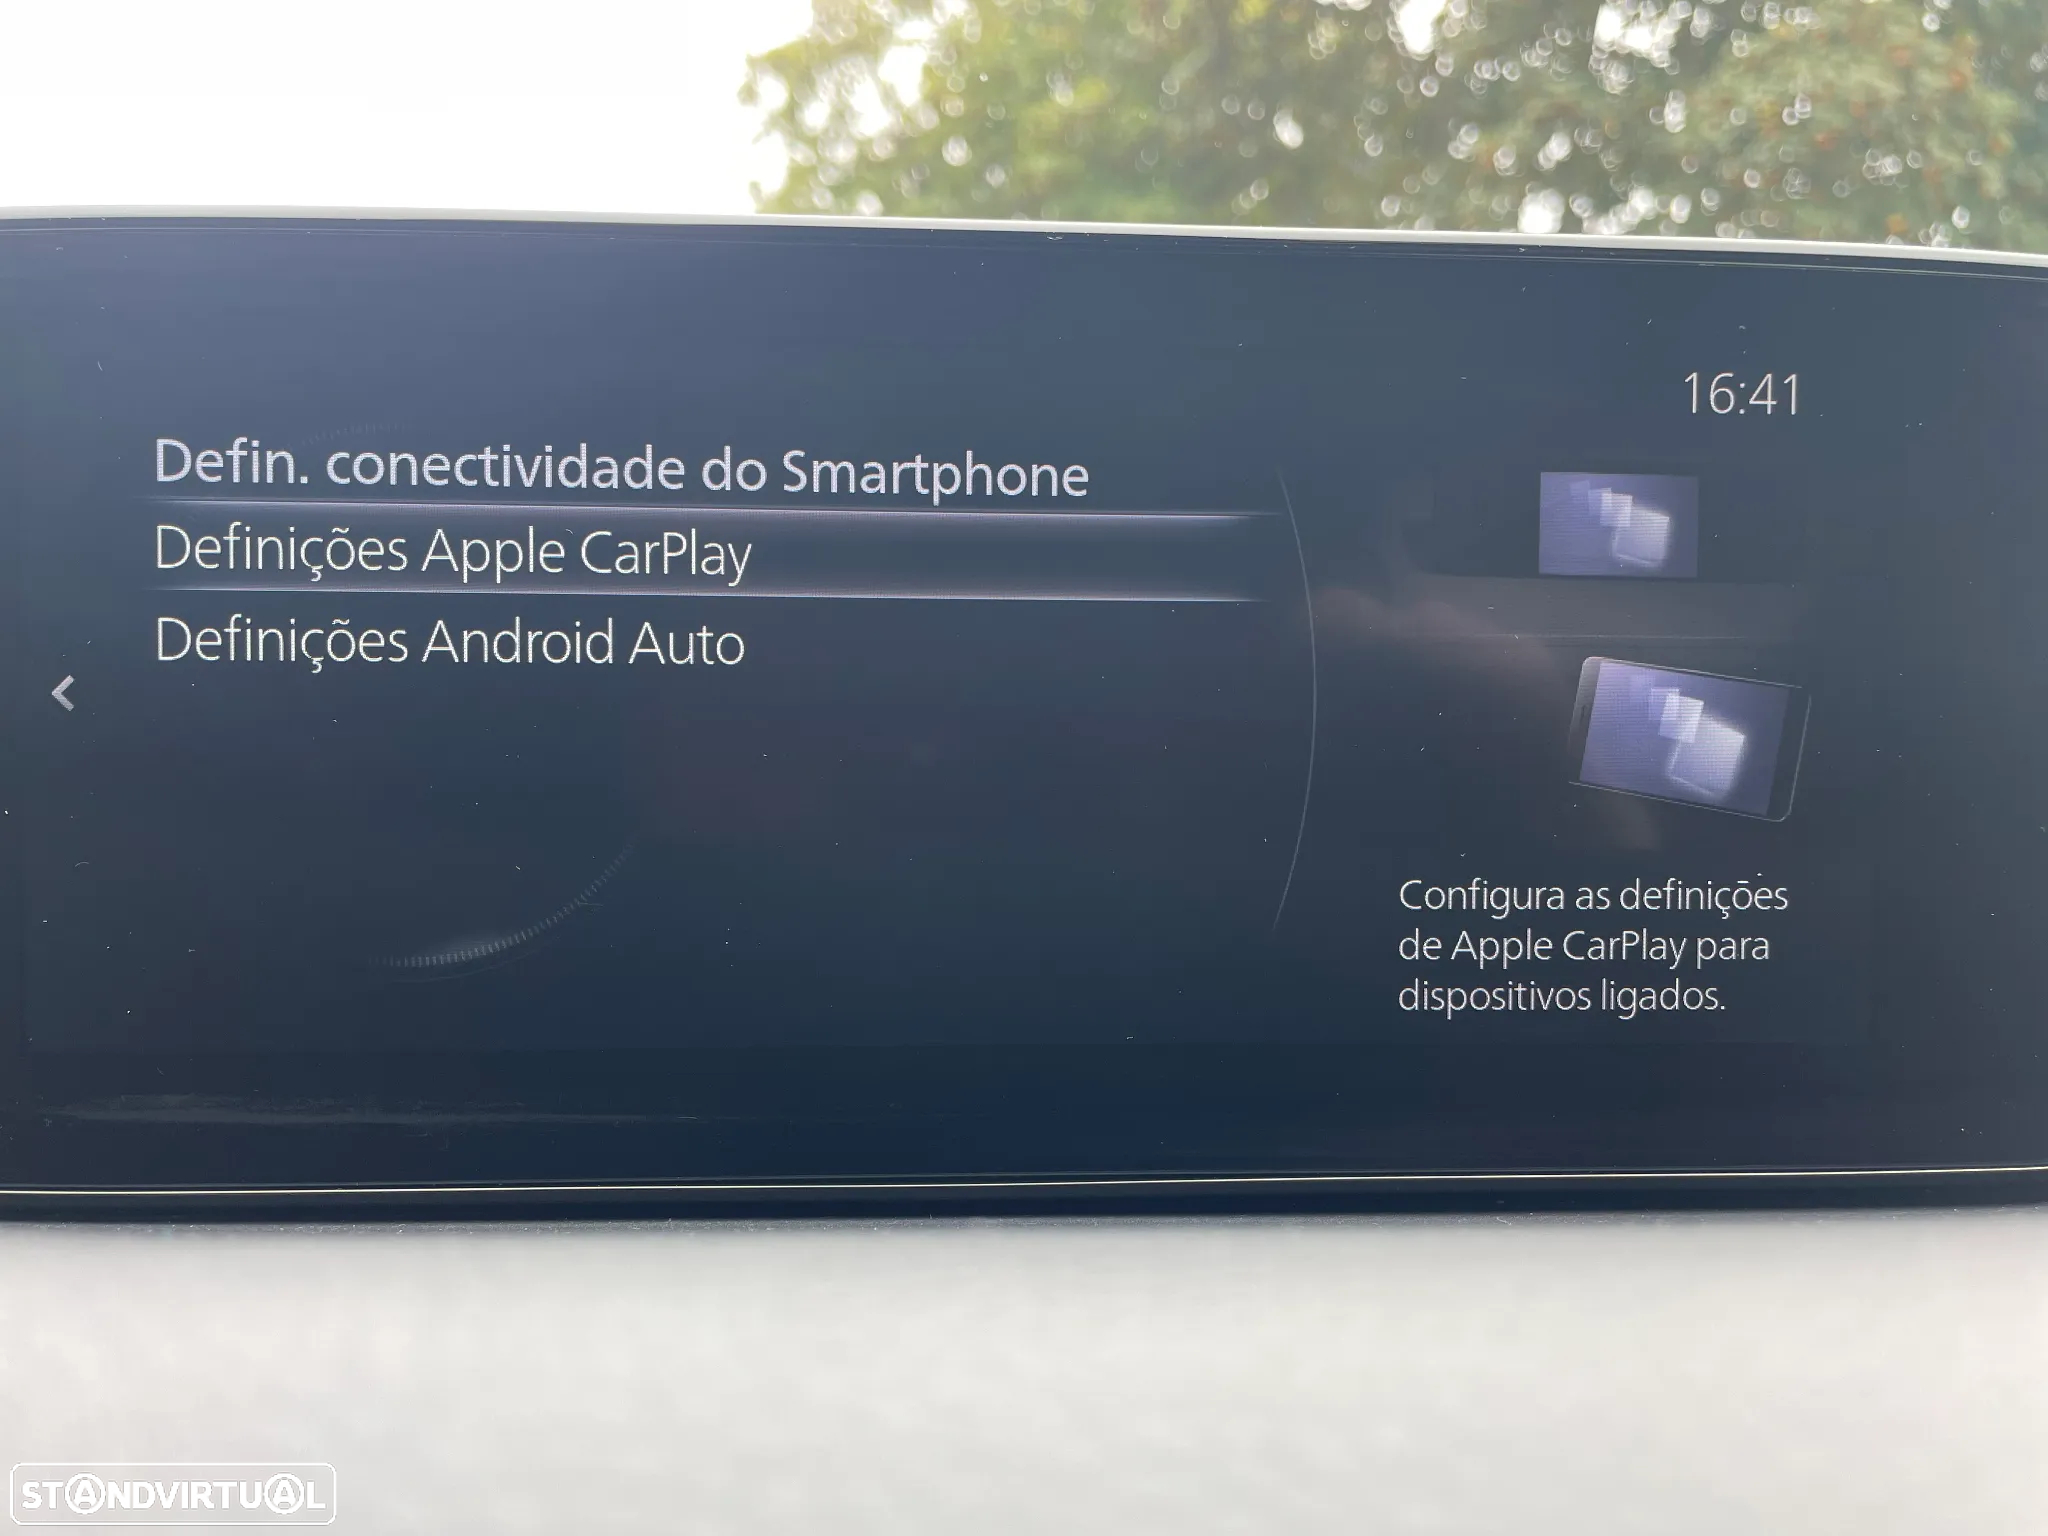 16:41
Defin. conectividade do Smartphone
Definições Apple CarPlay
Definições Android Auto
Configura as definições
de Apple CarPlay para
dispositivos ligados.
STANDVIRTUAL